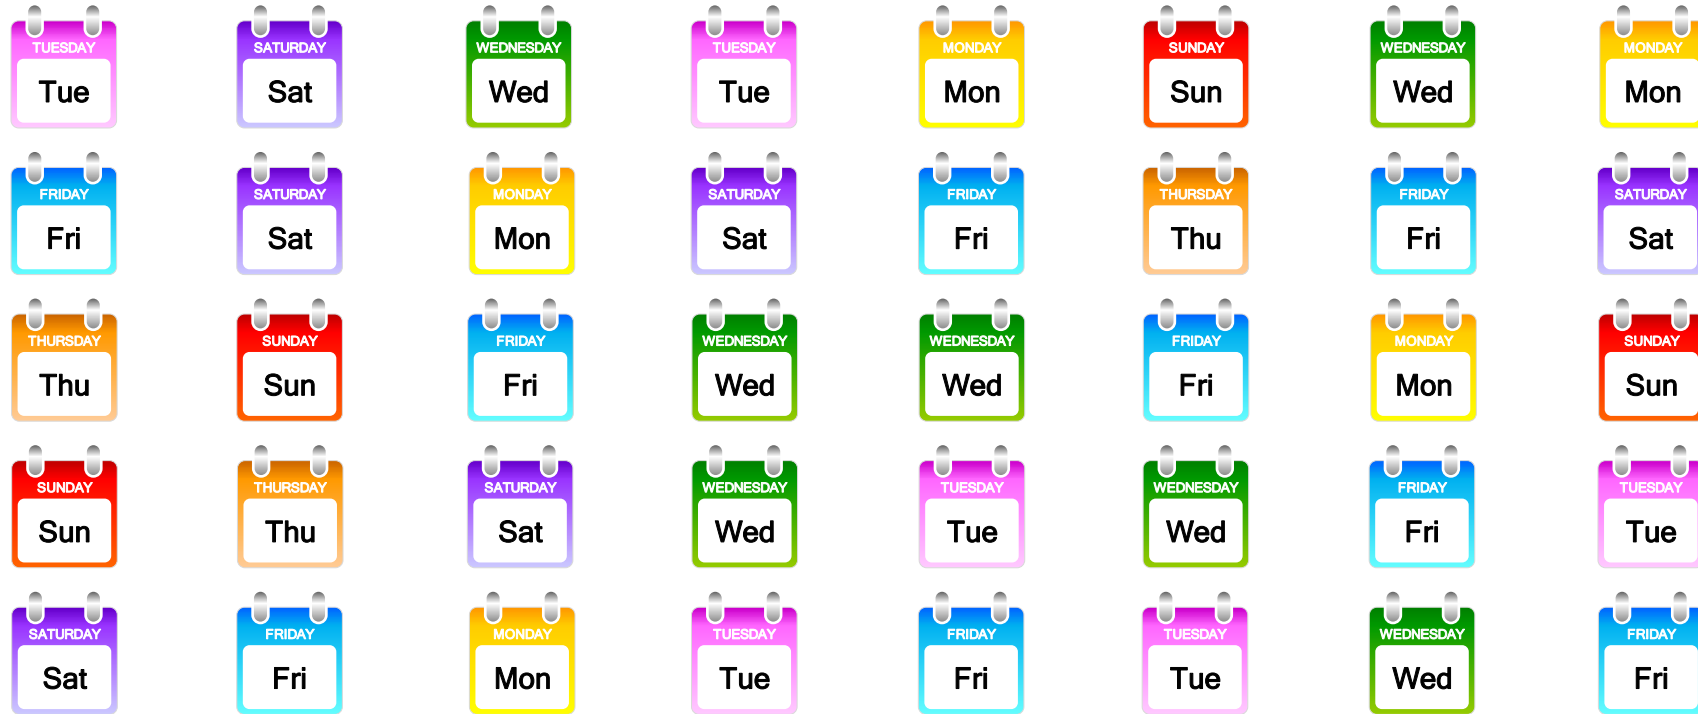 TUESDAY SATURDAY WEDNESDAY TUESDAY MONDAY SUNDAY WEDNESDAY MONDAY
Tue Sat Wed Tue Mon Sun Wed Mon
FRIDAY SATURDAY MONDAY SATURDAY FRIDAY THURSDAY FRIDAY SATURDAY
Fri Sat Mon Sat Fri Thu Fri Sat
THURSDAY SUNDAY FRIDAY WEDNESDAY WEDNESDAY FRIDAY MONDAY SUNDAY
Thu Sun Fri Wed Wed Fri Mon Sun
SUNDAY THURSDAY SATURDAY WEDNESDAY TUESDAY WEDNESDAY FRIDAY TUESDAY
Sun Thu Sat Wed Tue Wed Fri Tue
SATURDAY FRIDAY MONDAY TUESDAY FRIDAY TUESDAY WEDNESDAY FRIDAY
Sat Fri Mon Tue Fri Tue Wed Fri